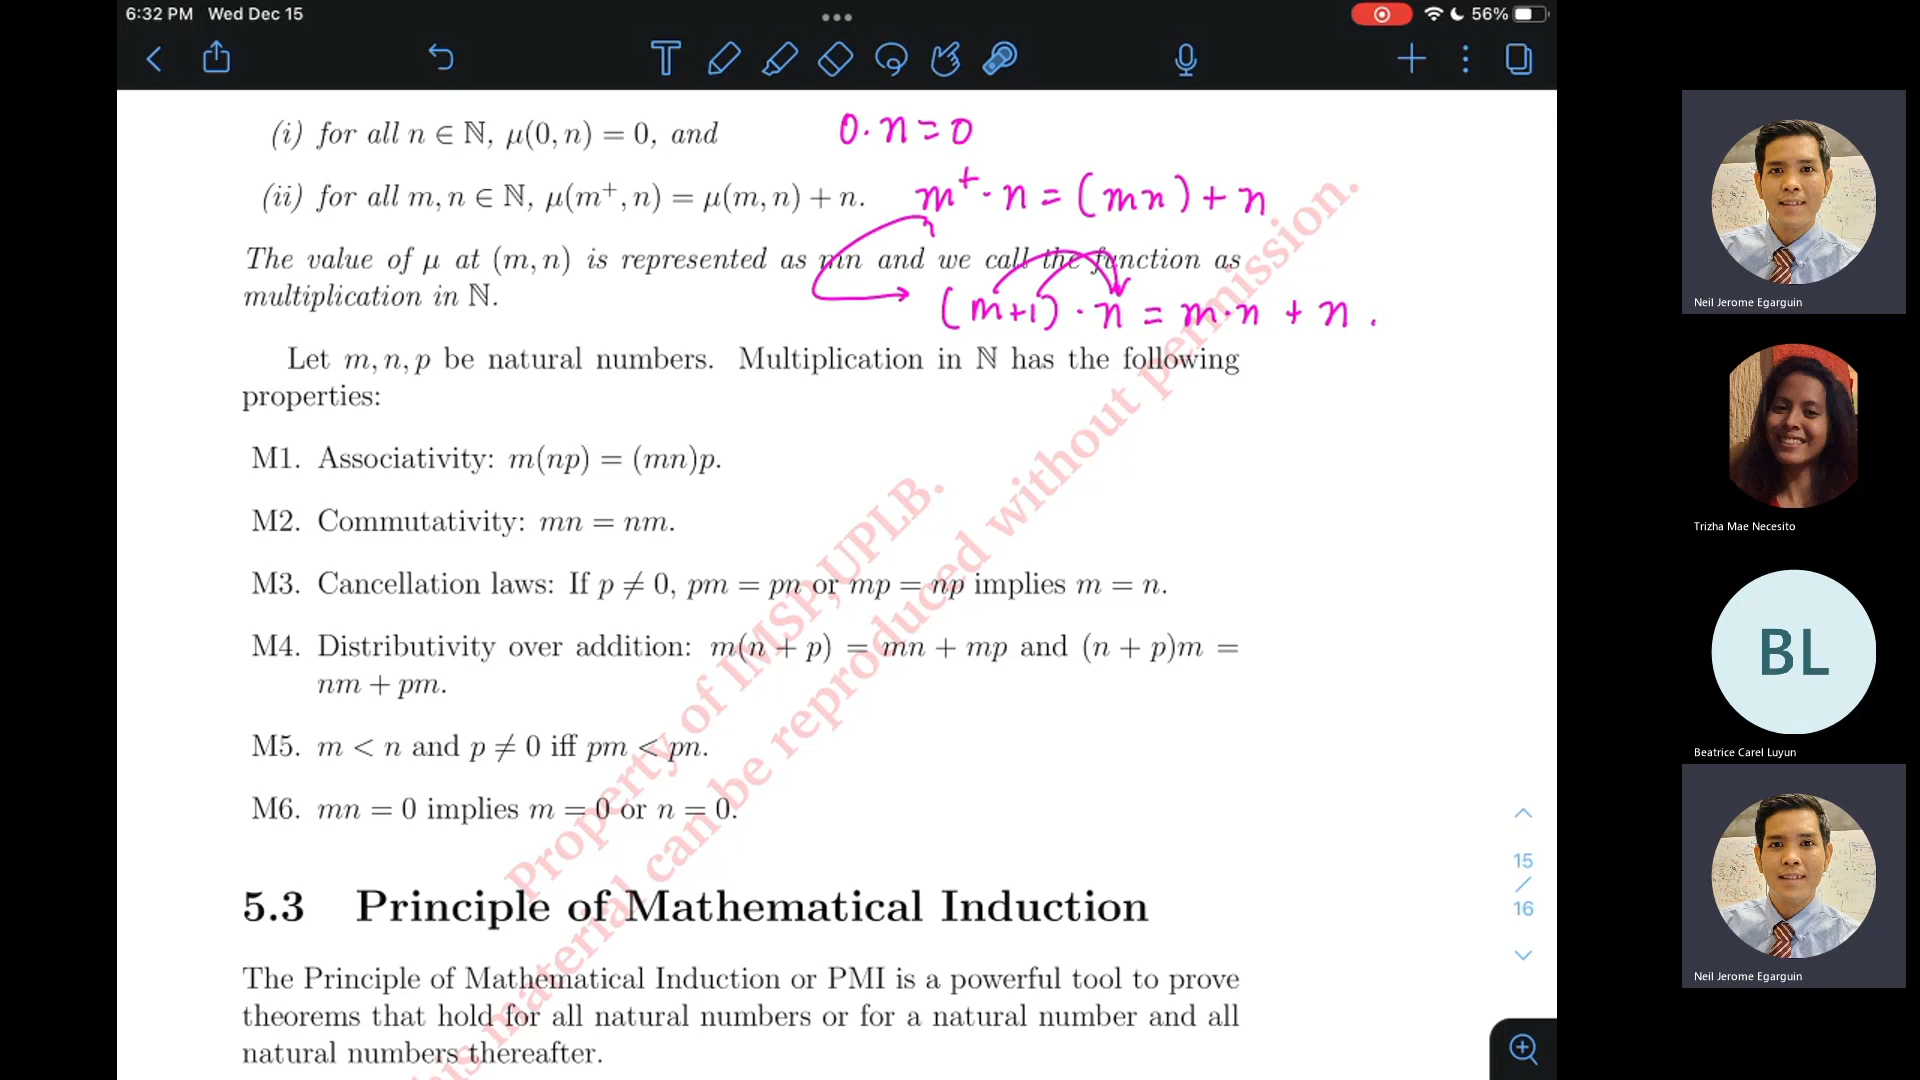 6:32 PM Wed Dec 15
56%
(i) for all n ∈ ℕ, μ(0, n) = 0, and
0·n = 0
(ii) for all m, n ∈ ℕ, μ(m⁺, n) = μ(m, n) + n.
m⁺·n = (mn) + n
The value of μ at (m, n) is represented as mn and we call the function as
multiplication in ℕ.
(m+1)·n = m·n + n.
Let m, n, p be natural numbers. Multiplication in ℕ has the following
properties:
M1. Associativity: m(np) = (mn)p.
M2. Commutativity: mn = nm.
M3. Cancellation laws: If p ≠ 0, pm = pn or mp = np implies m = n.
M4. Distributivity over addition: m(n + p) = mn + mp and (n + p)m =
nm + pm.
M5. m < n and p ≠ 0 iff pm < pn.
M6. mn = 0 implies m = 0 or n = 0.
5.3 Principle of Mathematical Induction
The Principle of Mathematical Induction or PMI is a powerful tool to prove
theorems that hold for all natural numbers or for a natural number and all
natural numbers thereafter.
Property of IMSP, UPLB.
material can be reproduced without permission.
15
/
16
Neil Jerome Egarguin
Trizha Mae Necesito
BL
Beatrice Carel Luyun
Neil Jerome Egarguin